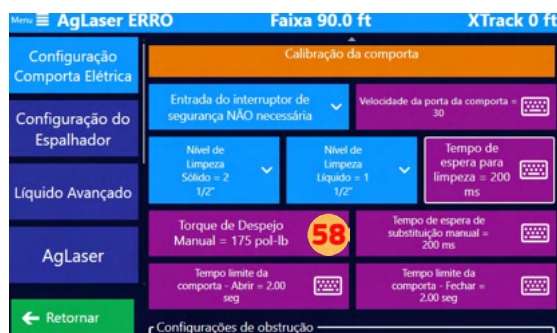 Menu AgLaser ERRO Faixa 90.0 ft XTrack 0 ft
Configuração
Comporta Elétrica
Configuração do
Espalhador
Líquido Avançado
AgLaser
Retornar
Calibração da comporta
Entrada do interruptor de
segurança NÃO necessária
Velocidade da porta da comporta =
30
Nível de
Limpeza
Sólido = 2
1/2"
Nível de
Limpeza
Líquido = 1
1/2"
Tempo de
espera para
limpeza = 200
ms
Torque de Despejo
Manual = 175 pol-lb
58
Tempo de espera de
substituição manual =
200 ms
Tempo limite da
comporta - Abrir = 2.00
seg
Tempo limite da
comporta - Fechar =
2.00 seg
Configurações de obstrução